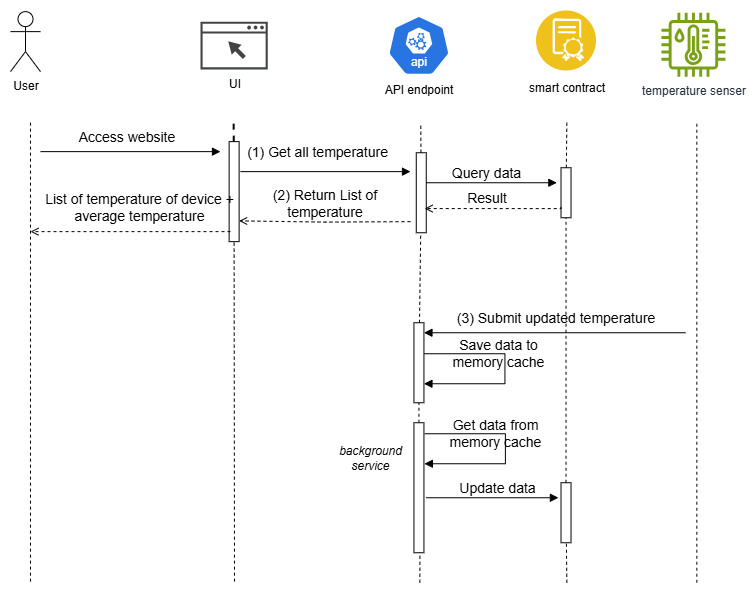 api
User
UI
API endpoint
smart contract
temperature senser
Access website
(1) Get all temperature
Query data
List of temperature of device +
average temperature
(2) Return List of
temperature
Result
(3) Submit updated temperature
Save data to
memory cache
Get data from
memory cache
background
service
Update data